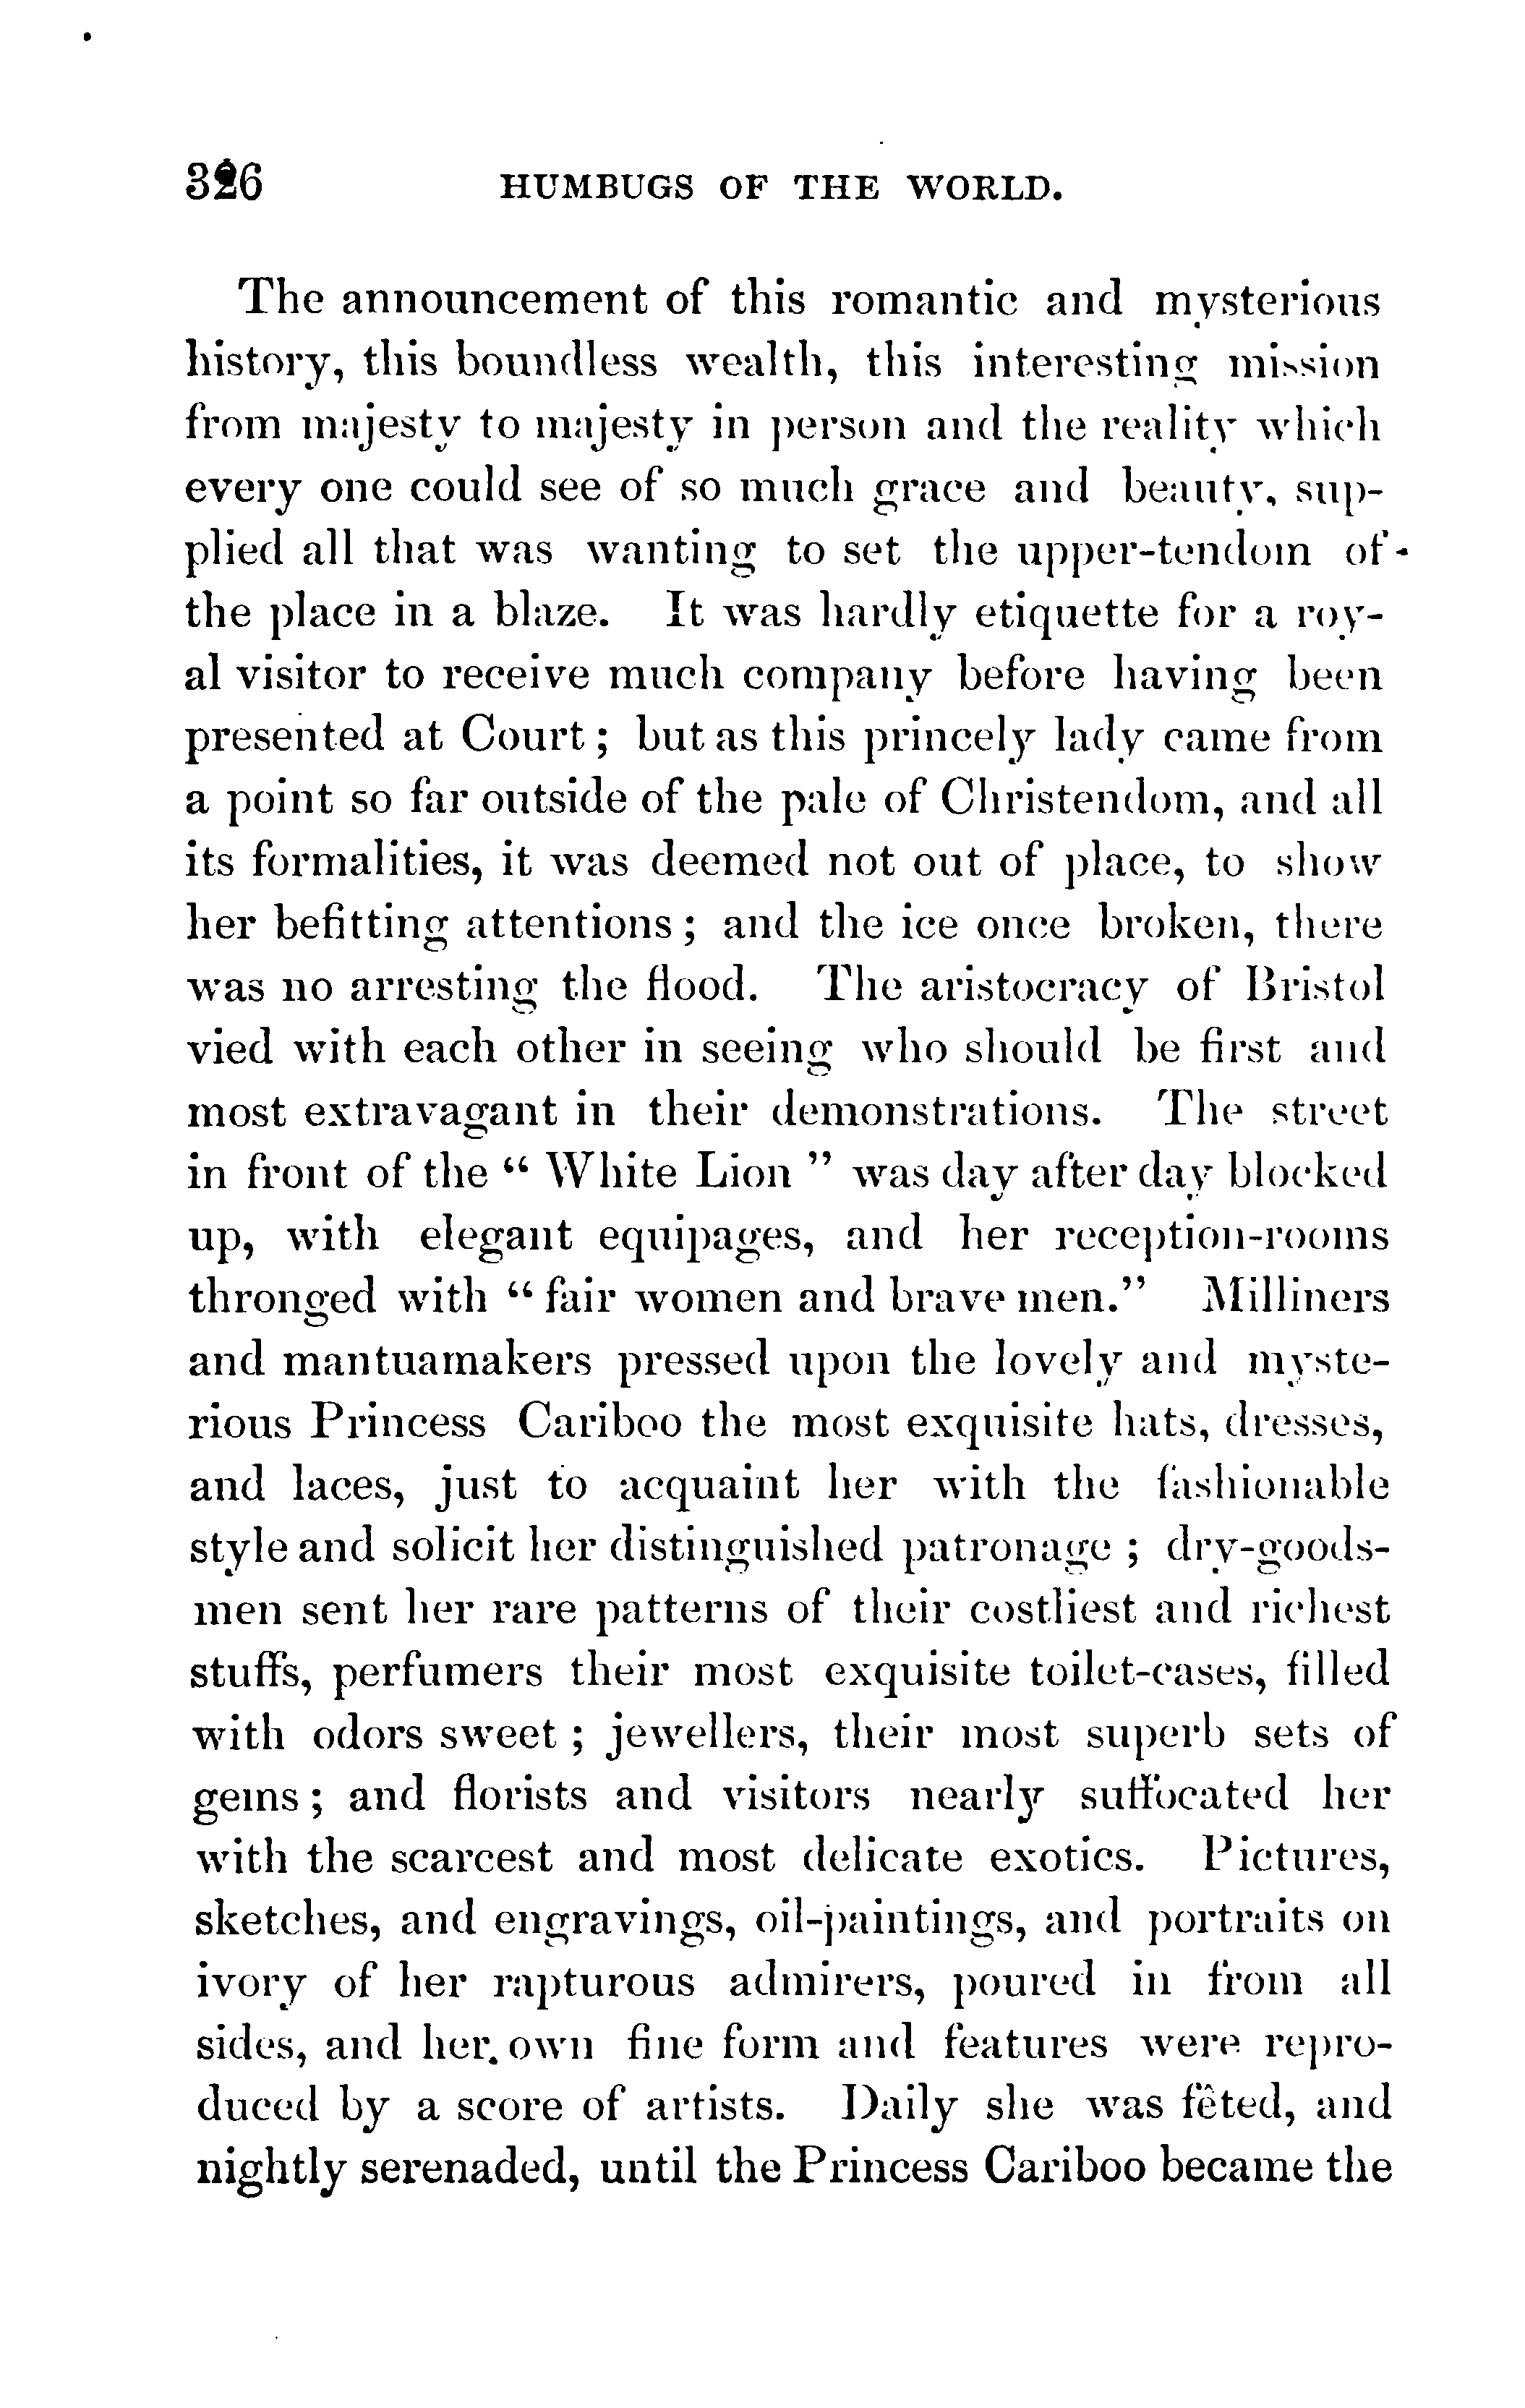 326 HUMBUGS OF THE WORLD.
The announcement of this romantic and mysterious
history, this boundless wealth, this interesting mission
from majesty to majesty in person and the reality which
every one could see of so much grace and beauty, sup-
plied all that was wanting to set the upper-tendom of
the place in a blaze. It was hardly etiquette for a roy-
al visitor to receive much company before having been
presented at Court; but as this princely lady came from
a point so far outside of the pale of Christendom, and all
its formalities, it was deemed not out of place, to show
her befitting attentions; and the ice once broken, there
was no arresting the flood. The aristocracy of Bristol
vied with each other in seeing who should be first and
most extravagant in their demonstrations. The street
in front of the “ White Lion ” was day after day blocked
up, with elegant equipages, and her reception-rooms
thronged with “ fair women and brave men.” Milliners
and mantuamakers pressed upon the lovely and myste-
rious Princess Cariboo the most exquisite hats, dresses,
and laces, just to acquaint her with the fashionable
style and solicit her distinguished patronage ; dry-goods-
men sent her rare patterns of their costliest and richest
stuffs, perfumers their most exquisite toilet-cases, filled
with odors sweet ; jewellers, their most superb sets of
gems ; and florists and visitors nearly suffocated her
with the scarcest and most delicate exotics. Pictures,
sketches, and engravings, oil-paintings, and portraits on
ivory of her rapturous admirers, poured in from all
sides, and her own fine form and features were repro-
duced by a score of artists. Daily she was fêted, and
nightly serenaded, until the Princess Cariboo became the